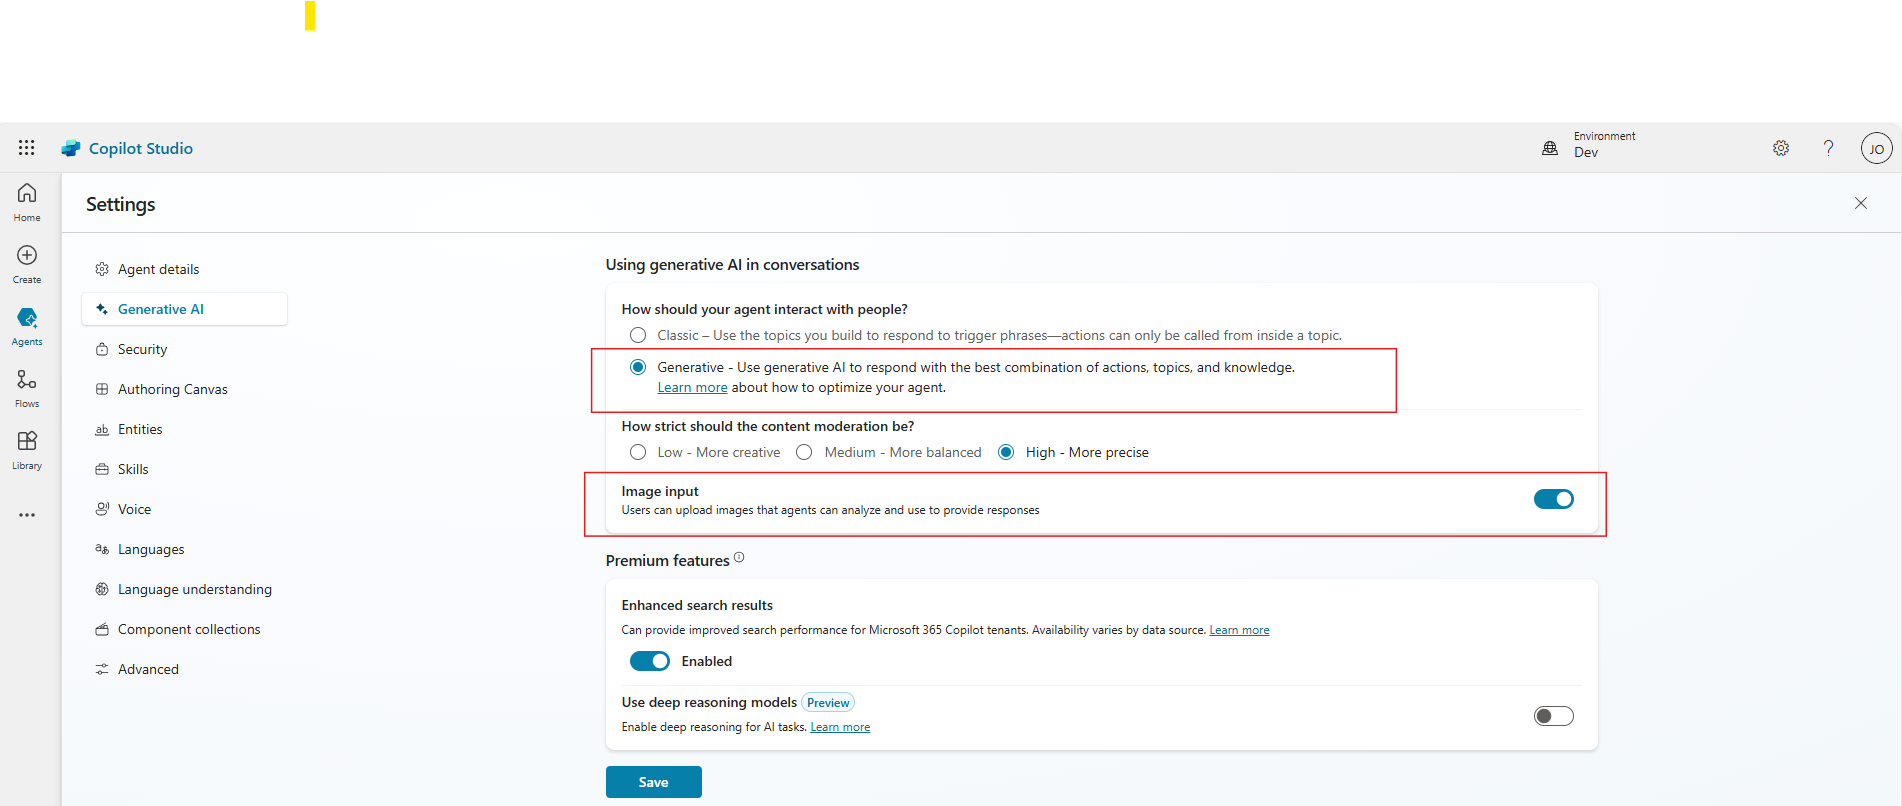 Copilot Studio
Environment
Dev
?
JO
Home
Create
Agents
Flows
Library
Settings
Agent details
Generative AI
Security
Authoring Canvas
Entities
Skills
Voice
Languages
Language understanding
Component collections
Advanced
Using generative AI in conversations
How should your agent interact with people?
Classic – Use the topics you build to respond to trigger phrases—actions can only be called from inside a topic.
Generative - Use generative AI to respond with the best combination of actions, topics, and knowledge.
Learn more about how to optimize your agent.
How strict should the content moderation be?
Low - More creative
Medium - More balanced
High - More precise
Image input
Users can upload images that agents can analyze and use to provide responses
Premium features
Enhanced search results
Can provide improved search performance for Microsoft 365 Copilot tenants. Availability varies by data source. Learn more
Enabled
Use deep reasoning models Preview
Enable deep reasoning for AI tasks. Learn more
Save